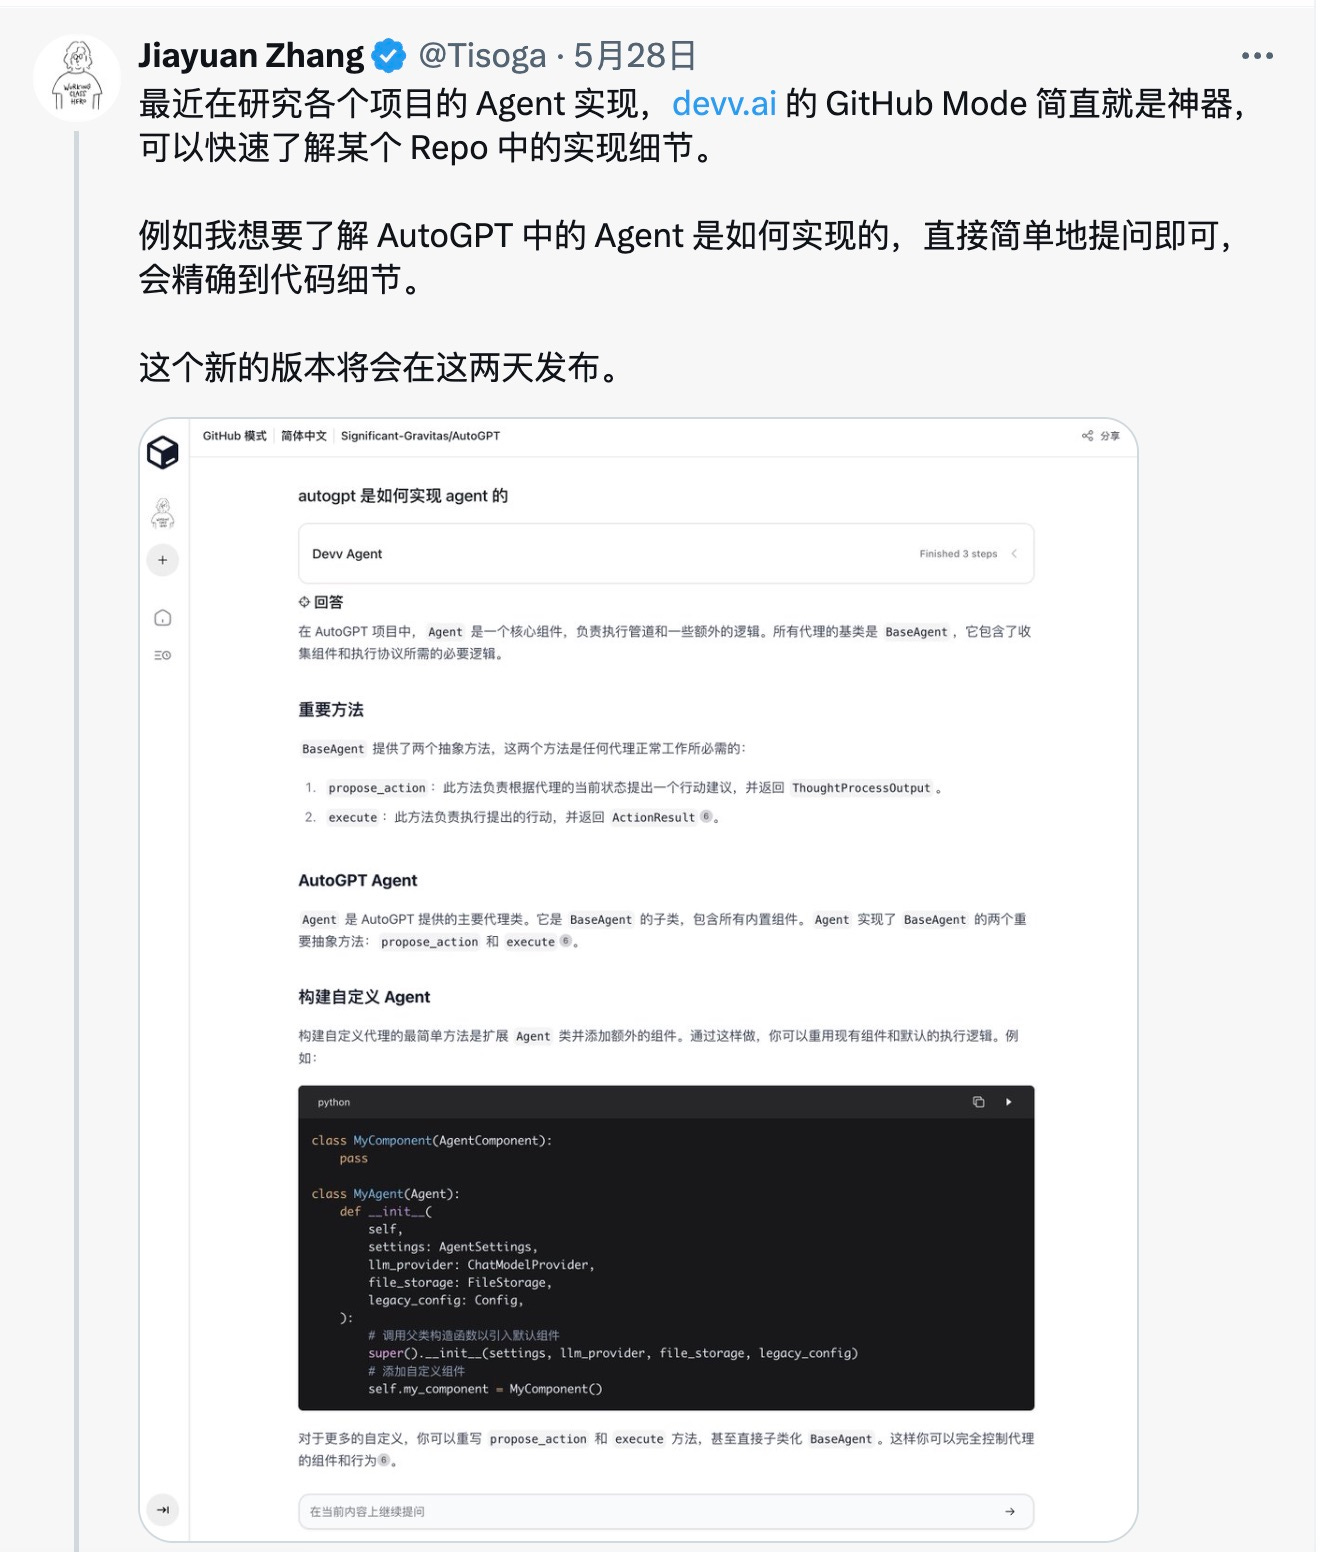 Jiayuan Zhang @Tisoga · 5月28日
最近在研究各个项目的 Agent 实现，devv.ai 的 GitHub Mode 简直就是神器，
可以快速了解某个 Repo 中的实现细节。
例如我想要了解 AutoGPT 中的 Agent 是如何实现的，直接简单地提问即可，
会精确到代码细节。
这个新的版本将会在这两天发布。
GitHub 模式 简体中文 Significant-Gravitas/AutoGPT 分享
autogpt 是如何实现 agent 的
Devv Agent Finished 3 steps
回答
在 AutoGPT 项目中， Agent 是一个核心组件，负责执行管道和一些额外的逻辑。所有代理的基类是 BaseAgent ，它包含了收
集组件和执行协议所需的必要逻辑。
重要方法
BaseAgent 提供了两个抽象方法，这两个方法是任何代理正常工作所必需的：
1. propose_action ：此方法负责根据代理的当前状态提出一个行动建议，并返回 ThoughtProcessOutput 。
2. execute ：此方法负责执行提出的行动，并返回 ActionResult 6。
AutoGPT Agent
Agent 是 AutoGPT 提供的主要代理类。它是 BaseAgent 的子类，包含所有内置组件。 Agent 实现了 BaseAgent 的两个重
要抽象方法： propose_action 和 execute 6。
构建自定义 Agent
构建自定义代理的最简单方法是扩展 Agent 类并添加额外的组件。通过这样做，你可以重用现有组件和默认的执行逻辑。例
如：
python
class MyComponent(AgentComponent):
    pass
class MyAgent(Agent):
    def __init__(
        self,
        settings: AgentSettings,
        llm_provider: ChatModelProvider,
        file_storage: FileStorage,
        legacy_config: Config,
    ):
        # 调用父类构造函数以引入默认组件
        super().__init__(settings, llm_provider, file_storage, legacy_config)
        # 添加自定义组件
        self.my_component = MyComponent()
对于更多的自定义，你可以重写 propose_action 和 execute 方法，甚至直接子类化 BaseAgent 。这样你可以完全控制代理
的组件和行为6。
在当前内容上继续提问
WORKING
CLASS
HERO